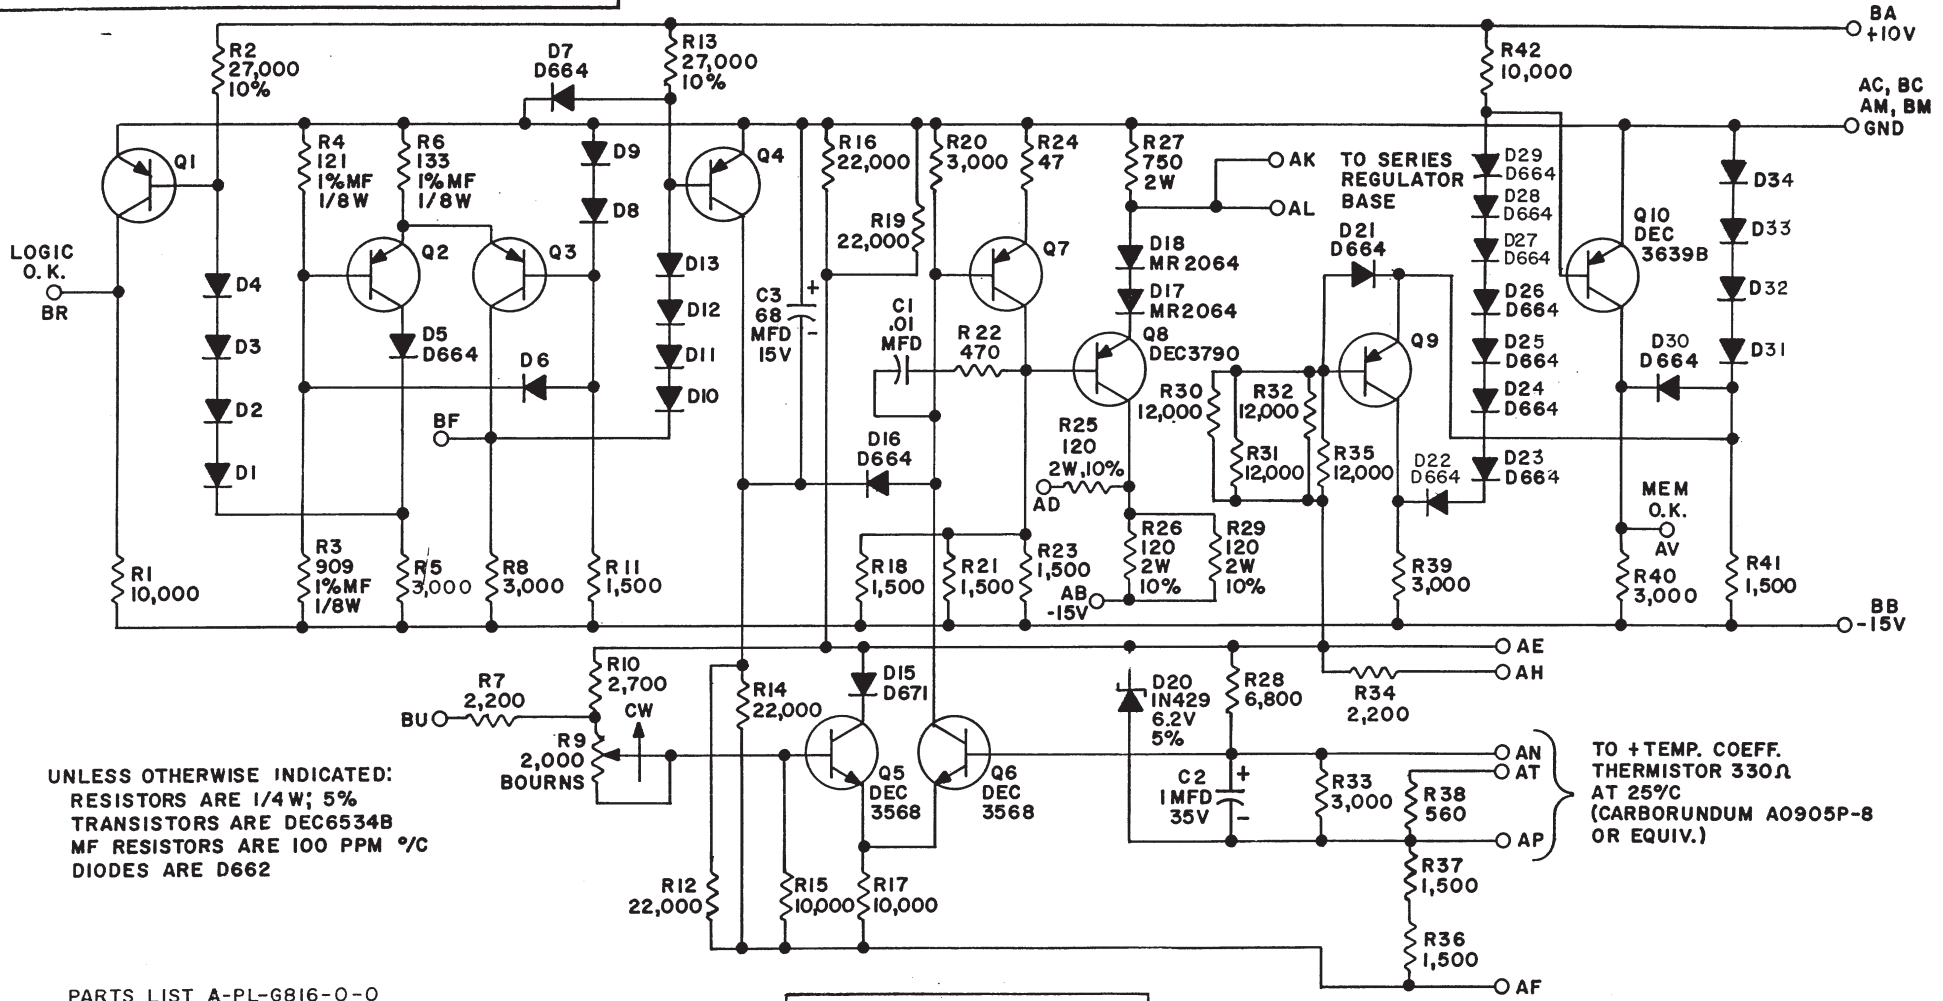 BA
+10V
R2
27,000
10%
D7
D664
R13
27,000
10%
R42
10,000
AC, BC
AM, BM
GND
Q1
R4
121
1%MF
1/8W
R6
133
1%MF
1/8W
D9
D8
Q4
R16
22,000
R20
3,000
R24
47
R27
750
2W
AK
AL
TO SERIES
REGULATOR
BASE
D29
D664
D28
D664
D27
D664
D26
D664
D25
D664
D24
D664
D23
D664
Q10
DEC
3639B
D34
D33
D32
D31
D30
D664
LOGIC
O.K.
BR
Q2
Q3
D4
D3
D2
D1
D5
D664
D6
BF
D13
D12
D11
D10
C3
68
MFD
15V
+
-
R19
22,000
C1
.01
MFD
R22
470
Q7
D18
MR2064
D17
MR2064
Q8
DEC3790
D21
D664
Q9
R30
12,000
R32
12,000
R31
12,000
R35
12,000
D22
D664
D16
D664
R25
120
2W,10%
AD
MEM
O.K.
AV
R1
10,000
R3
909
1%MF
1/8W
R5
3,000
R8
3,000
R11
1,500
R18
1,500
R21
1,500
R23
1,500
R26
120
2W
10%
R29
120
2W
10%
AB
-15V
R39
3,000
R40
3,000
R41
1,500
BB
-15V
AE
AH
R34
2,200
R7
2,200
BU
R10
2,700
CW
R9
2,000
BOURNS
R14
22,000
D15
D671
Q5
DEC
3568
Q6
DEC
3568
D20
IN429
6.2V
5%
R28
6,800
C2
1MFD
35V
+
-
R33
3,000
R38
560
AN
AT
AP
TO + TEMP. COEFF.
THERMISTOR 330Ω
AT 25°/C
(CARBORUNDUM A0905P-8
OR EQUIV.)
R37
1,500
R36
1,500
AF
R12
22,000
R15
10,000
R17
10,000
UNLESS OTHERWISE INDICATED:
RESISTORS ARE 1/4W; 5%
TRANSISTORS ARE DEC6534B
MF RESISTORS ARE 100 PPM °/C
DIODES ARE D662
PARTS LIST A-PL-G816-0-0